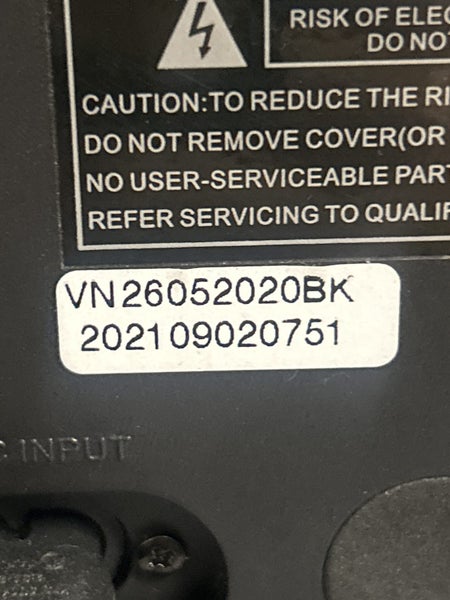 RISK OF ELEC
DO NO
CAUTION:TO REDUCE THE RI
DO NOT REMOVE COVER(OR
NO USER-SERVICEABLE PART
REFER SERVICING TO QUALIF
VN26052020BK
202109020751
C INPUT